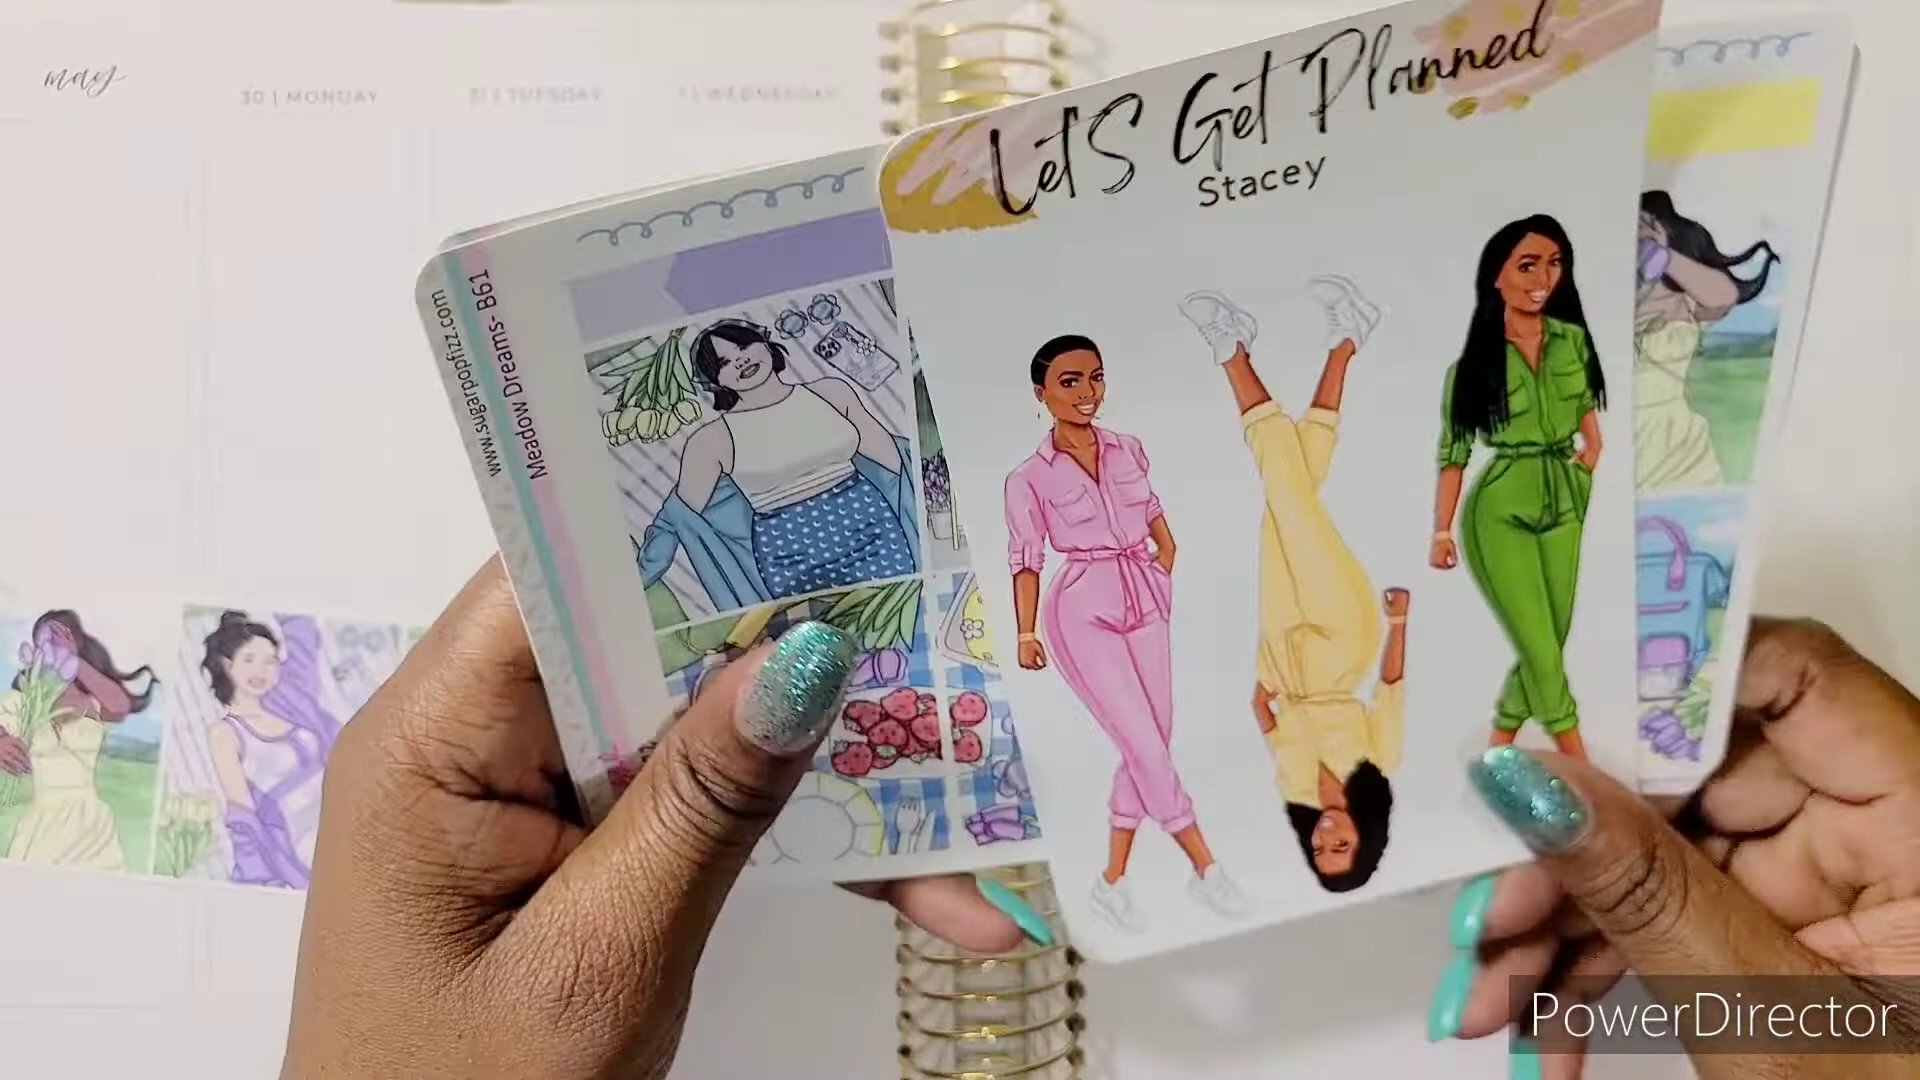 may
30 | MONDAY
31 | TUESDAY
1 | WEDNESDAY
Let's Get Planned
Stacey
www.sugarpopfizz.com
Meadow Dreams- B61
PowerDirector